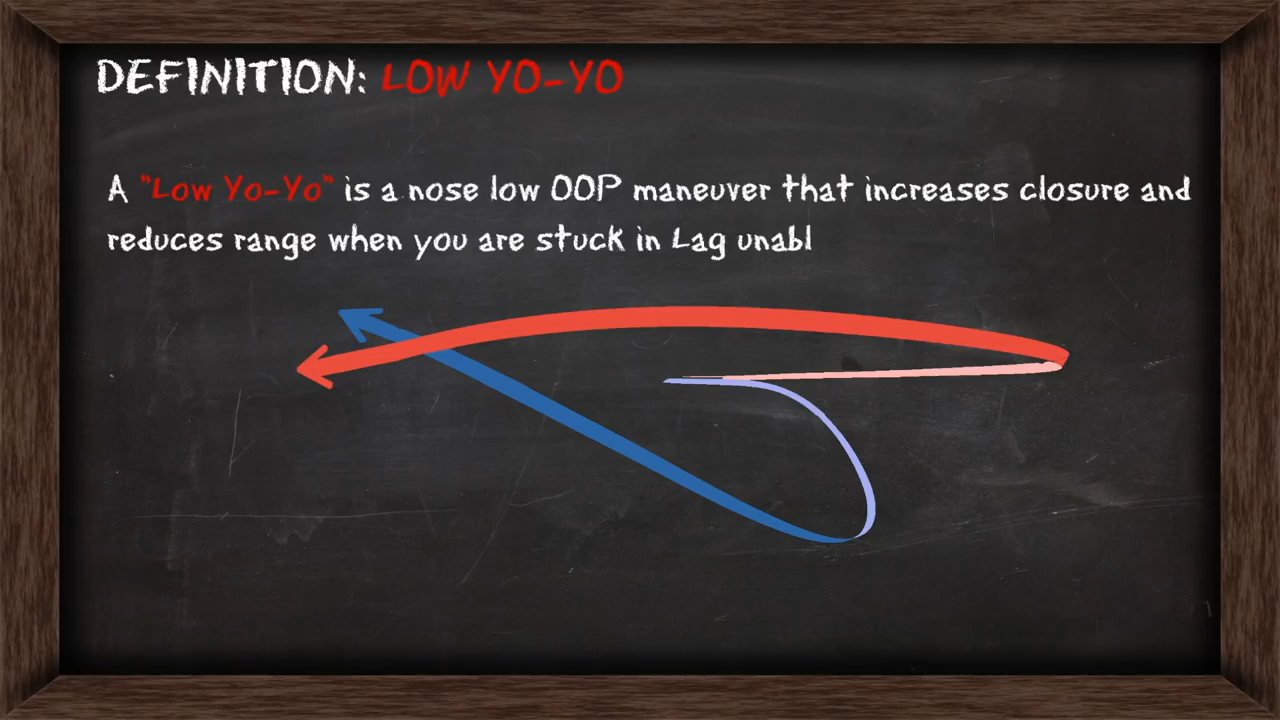 DEFINITION: LOW YO-YO
A "Low Yo-Yo" is a nose low OOP maneuver that increases closure and
reduces range when you are stuck in Lag unabl